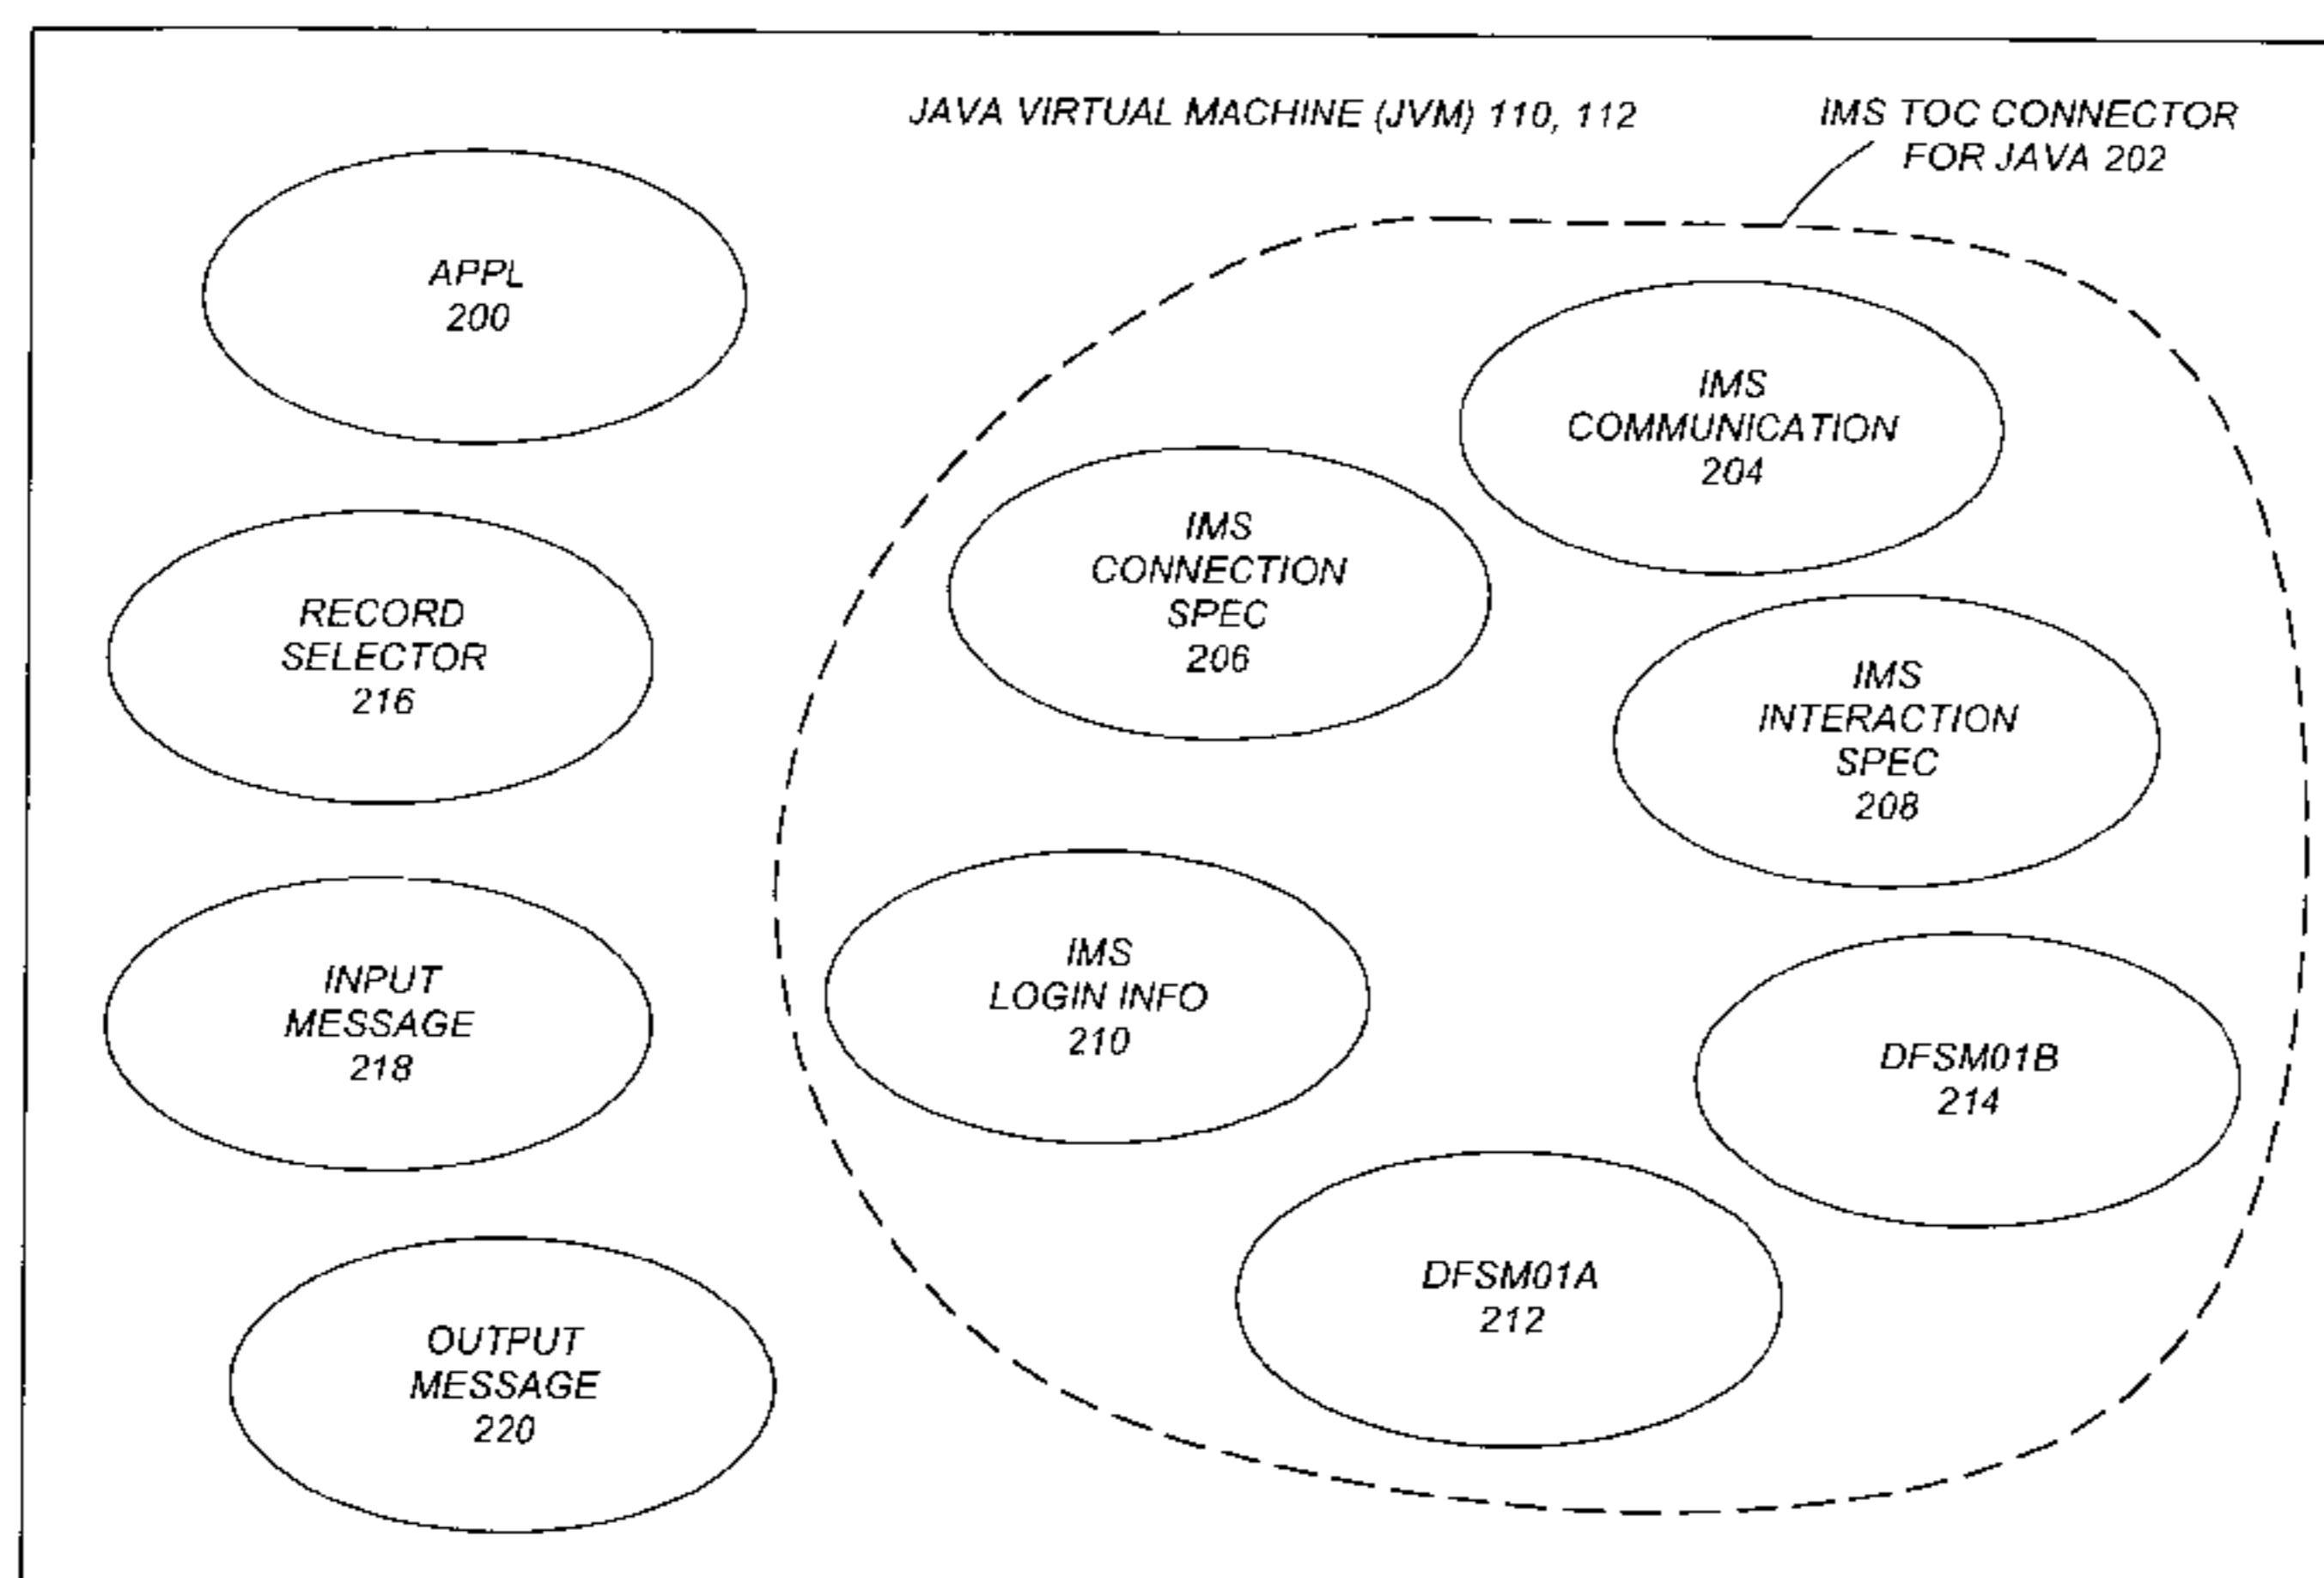 JAVA VIRTUAL MACHINE (JVM) 110, 112
IMS TOC CONNECTOR
FOR JAVA 202
APPL
200
IMS
COMMUNICATION
204
IMS
CONNECTION
SPEC
206
RECORD
SELECTOR
216
IMS
INTERACTION
SPEC
208
IMS
LOGIN INFO
210
INPUT
MESSAGE
218
DFSM01B
214
DFSM01A
212
OUTPUT
MESSAGE
220